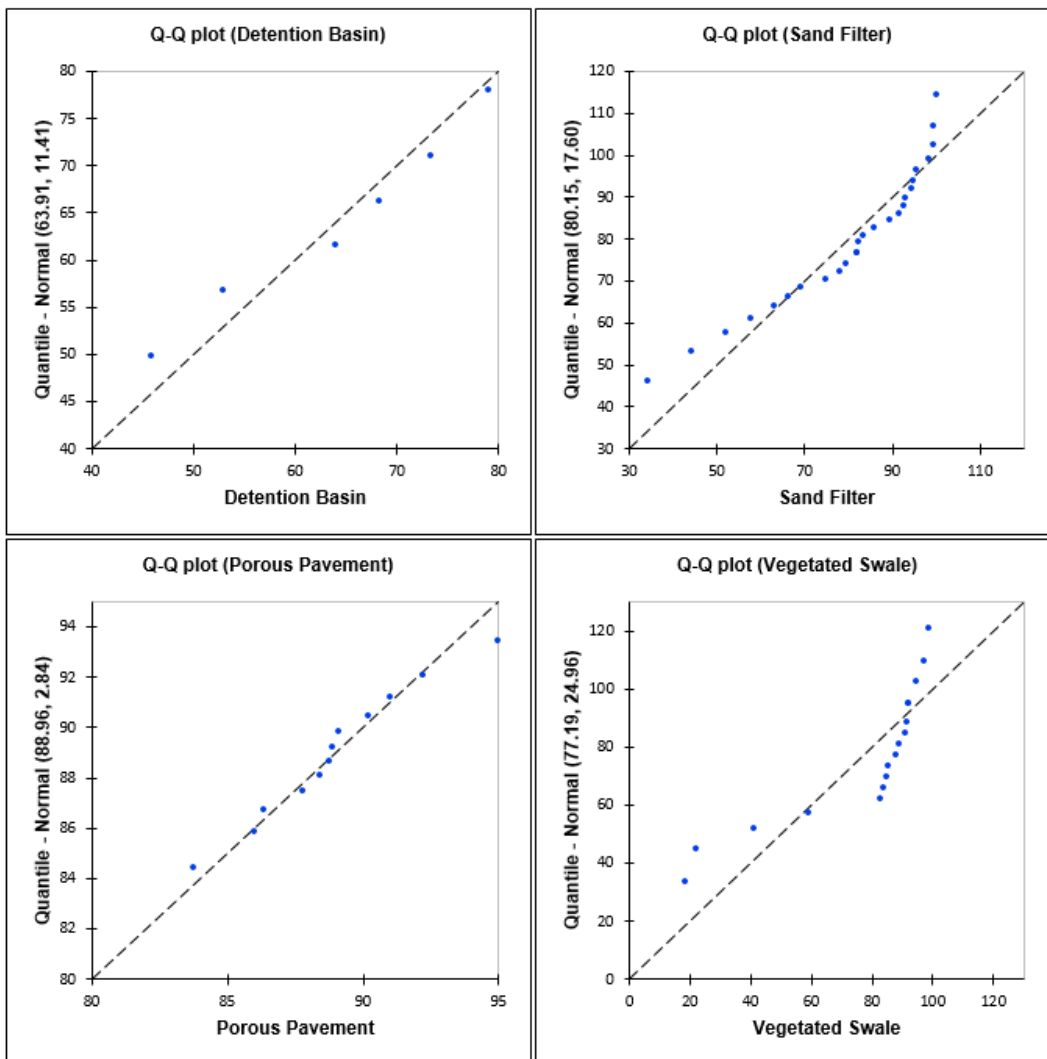 Q-Q plot (Detention Basin)
80
75
70
65
60
55
50
45
40
Quantile - Normal (63.91, 11.41)
40 50 60 70 80
Detention Basin
Q-Q plot (Sand Filter)
120
110
100
90
80
70
60
50
40
30
Quantile - Normal (80.15, 17.60)
30 50 70 90 110
Sand Filter
Q-Q plot (Porous Pavement)
94
92
90
88
86
84
82
80
Quantile - Normal (88.96, 2.84)
80 85 90 95
Porous Pavement
Q-Q plot (Vegetated Swale)
120
100
80
60
40
20
0
Quantile - Normal (77.19, 24.96)
0 20 40 60 80 100 120
Vegetated Swale